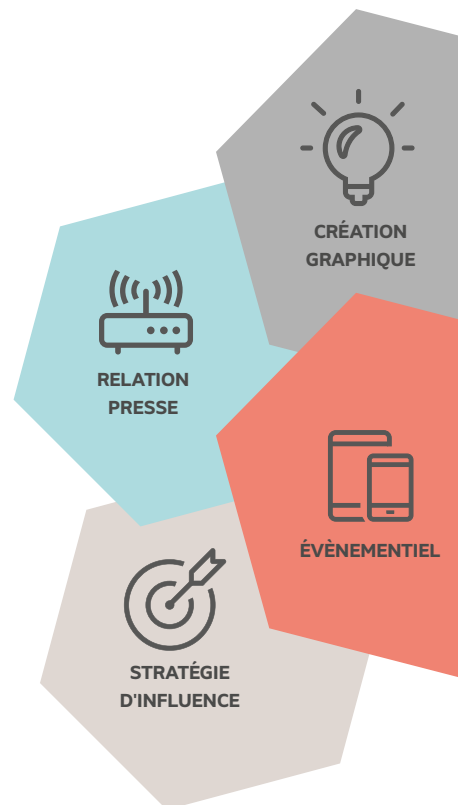 CRÉATION
GRAPHIQUE
RELATION
PRESSE
ÉVÈNEMENTIEL
STRATÉGIE
D'INFLUENCE